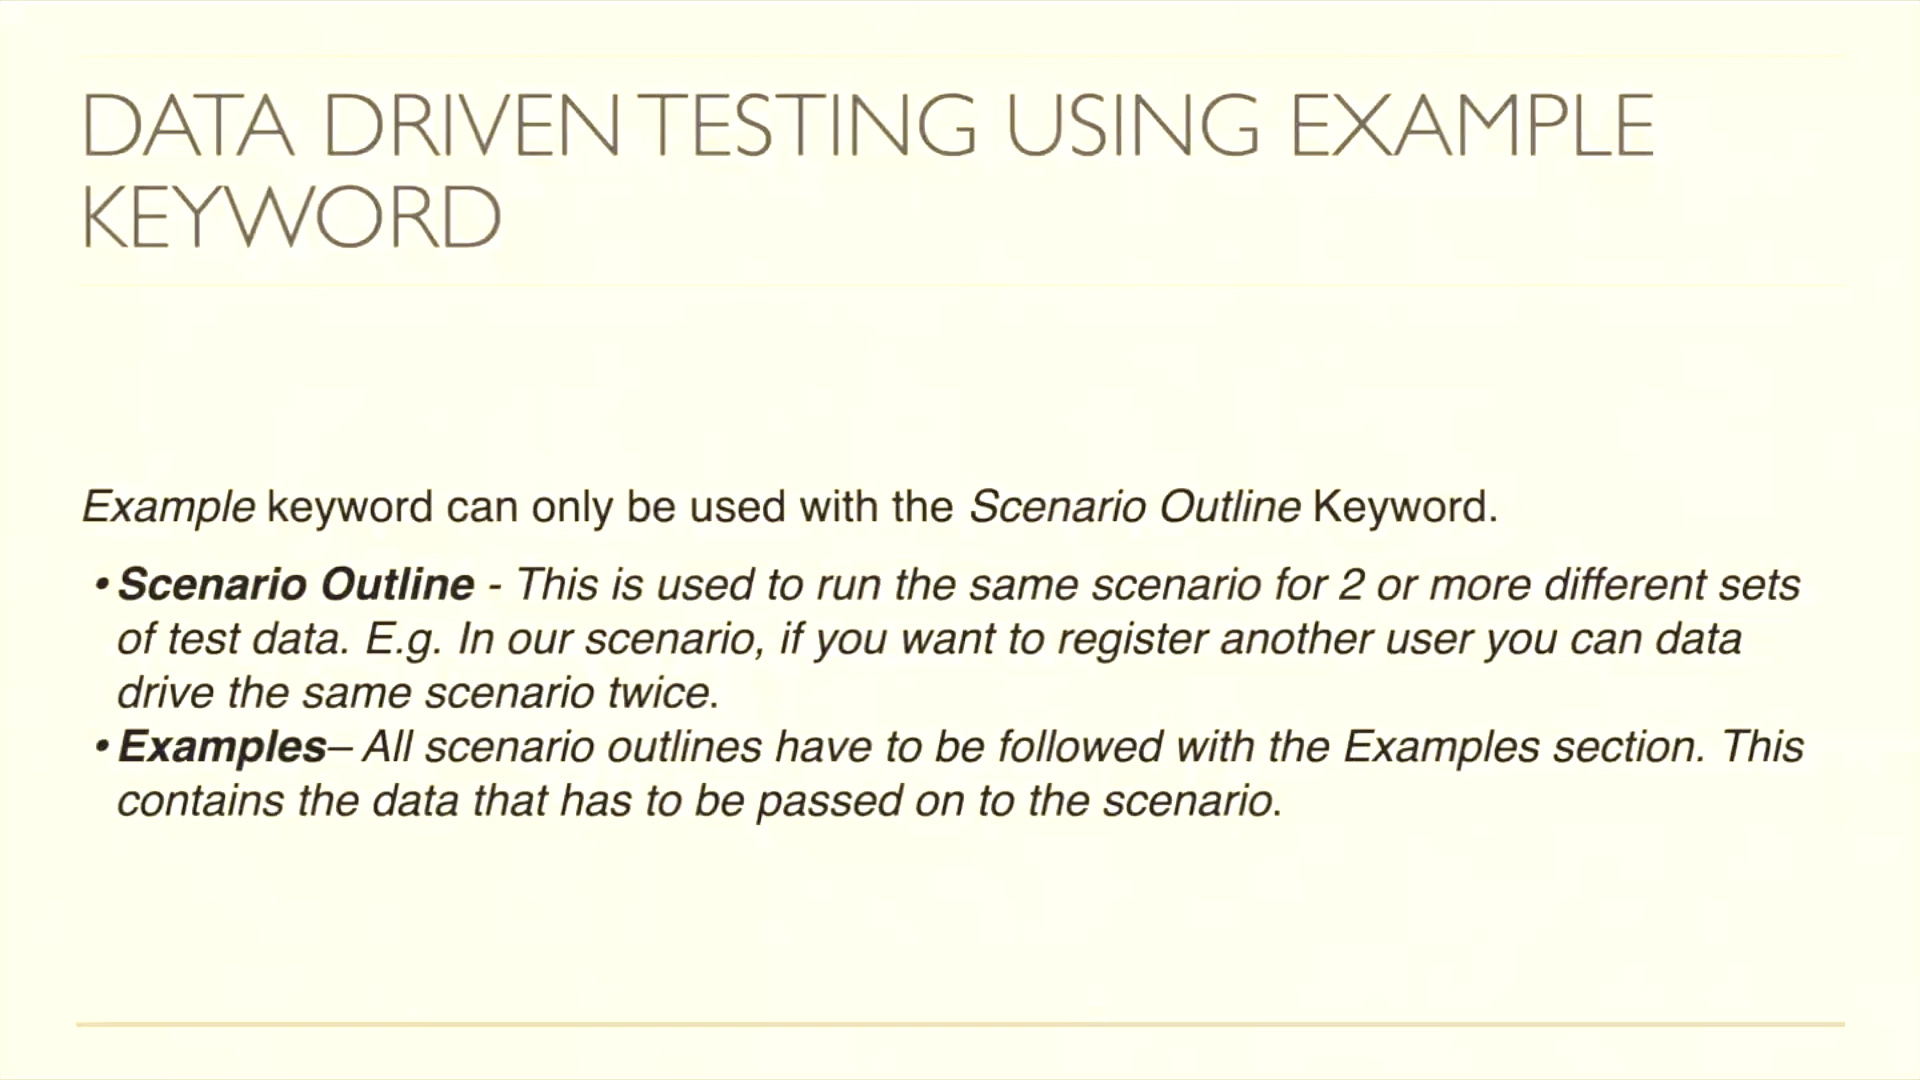 DATA DRIVEN TESTING USING EXAMPLE
KEYWORD
Example keyword can only be used with the Scenario Outline Keyword.
•Scenario Outline - This is used to run the same scenario for 2 or more different sets
of test data. E.g. In our scenario, if you want to register another user you can data
drive the same scenario twice.
•Examples– All scenario outlines have to be followed with the Examples section. This
contains the data that has to be passed on to the scenario.